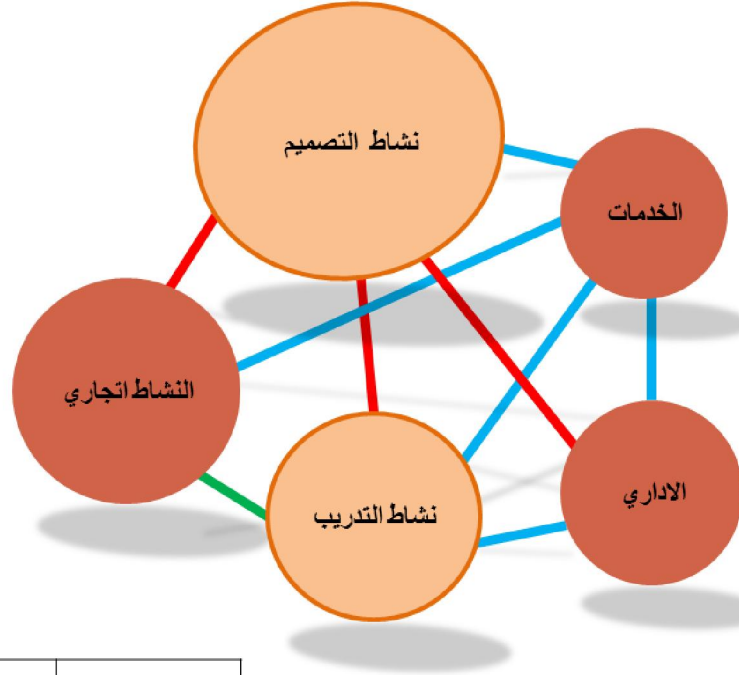 نشاط التصميم
الخدمات
النشاط اتجاري
الاداري
نشاط التدريب